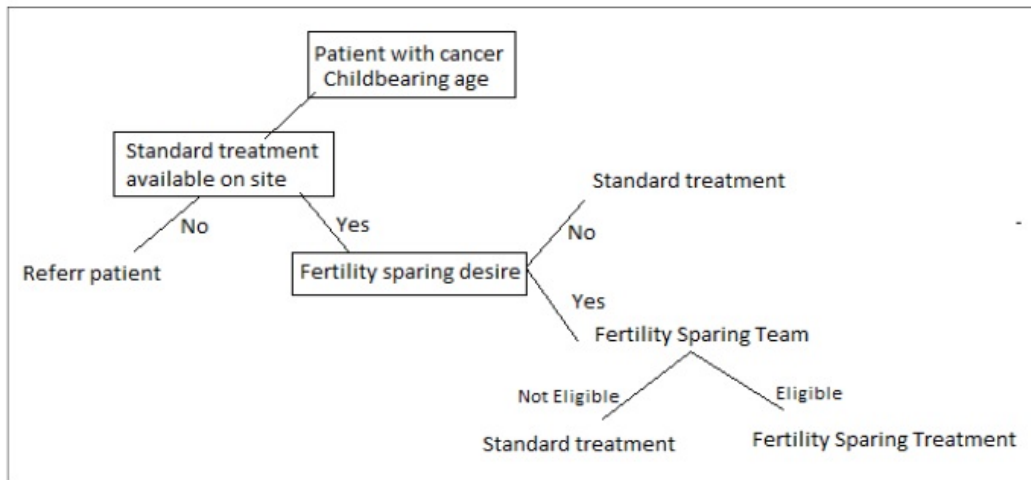 Patient with cancer
Childbearing age
Standard treatment
available on site
Standard treatment
No
Yes
No
Referr patient
Fertility sparing desire
Yes
Fertility Sparing Team
Not Eligible
Eligible
Standard treatment
Fertility Sparing Treatment